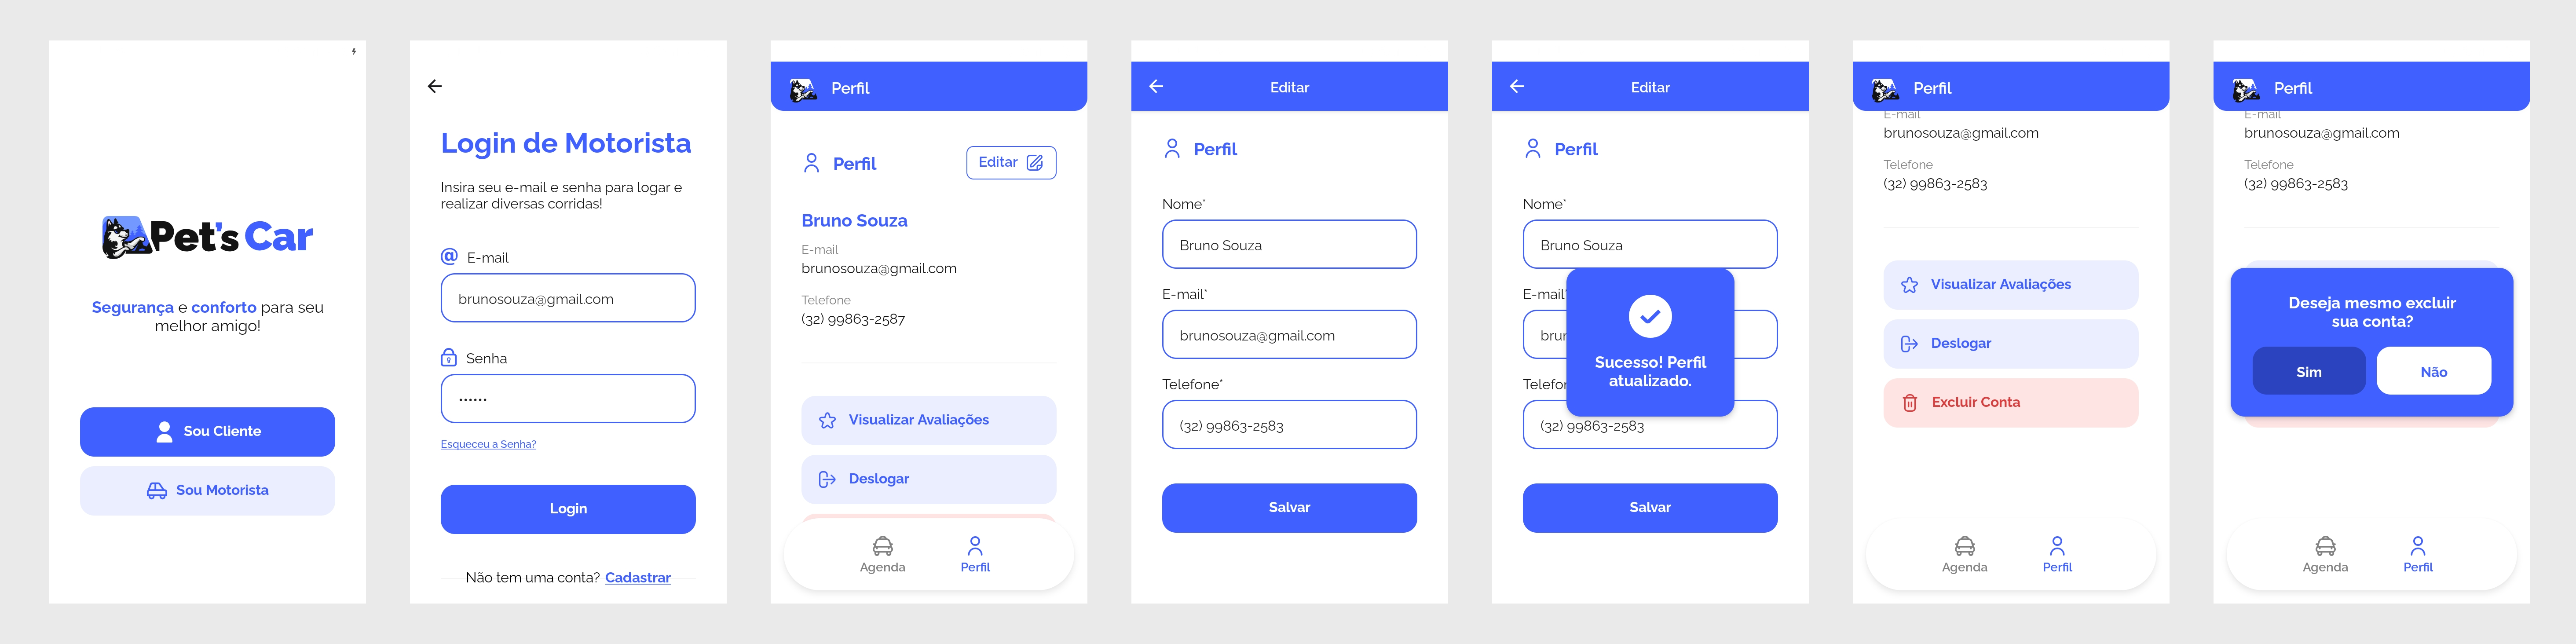 Pet's Car
Segurança e conforto para seu
melhor amigo!
Sou Cliente
Sou Motorista
Login de Motorista
Insira seu e-mail e senha para logar e
realizar diversas corridas!
@ E-mail
brunosouza@gmail.com
Senha
••••••
Esqueceu a Senha?
Login
Não tem uma conta? Cadastrar
Perfil
Perfil
Editar
Bruno Souza
E-mail
brunosouza@gmail.com
Telefone
(32) 99863-2587
Visualizar Avaliações
Deslogar
Agenda
Perfil
Editar
Perfil
Nome*
Bruno Souza
E-mail*
brunosouza@gmail.com
Telefone*
(32) 99863-2583
Salvar
Editar
Perfil
Nome*
Bruno Souza
E-mail*
brun
Sucesso! Perfil
atualizado.
Telefon
(32) 99863-2583
Salvar
Perfil
E-mail
brunosouza@gmail.com
Telefone
(32) 99863-2583
Visualizar Avaliações
Deslogar
Excluir Conta
Agenda
Perfil
Perfil
E-mail
brunosouza@gmail.com
Telefone
(32) 99863-2583
Deseja mesmo excluir
sua conta?
Sim
Não
Agenda
Perfil